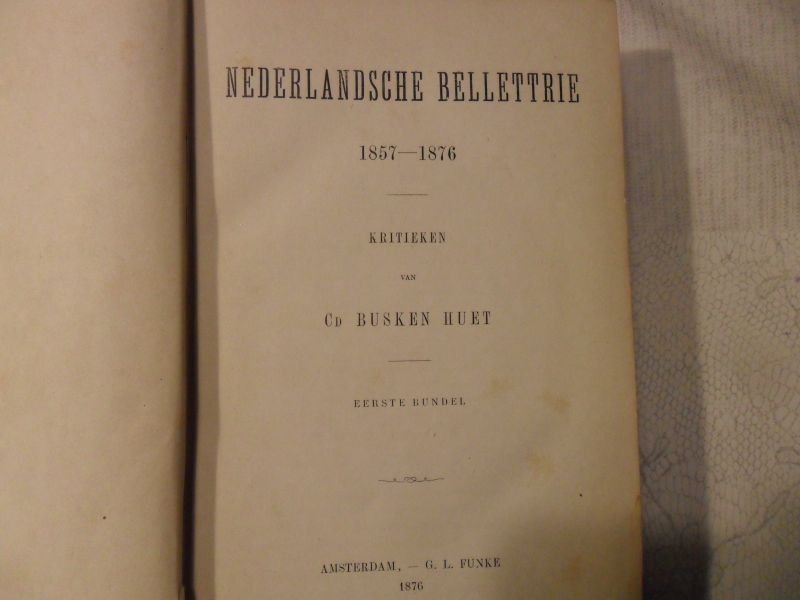 NEDERLANDSCHE BELLETTRIE
1857—1876
KRITIEKEN
VAN
CD BUSKEN HUET
EERSTE BUNDEL
AMSTERDAM, — G. L. FUNKE
1876